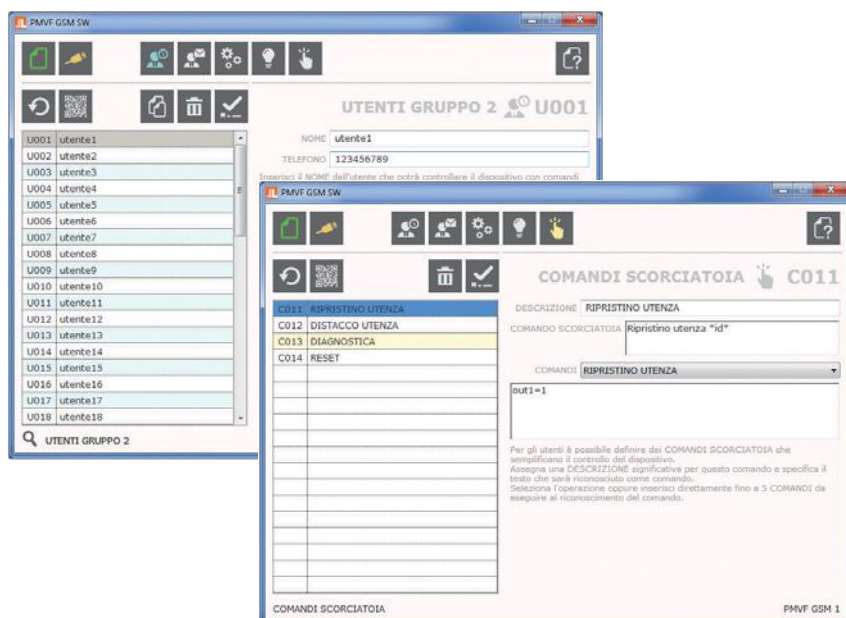 PMVF GSM SW
UTENTI GRUPPO 2 U001
NOME utente1
TELEFONO 123456789
Inserisci il NOME dell'utente che potrà controllare il dispositivo con comandi
U001 utente1
U002 utente2
U003 utente3
U004 utente4
U005 utente5
U006 utente6
U007 utente7
U008 utente8
U009 utente9
U010 utente10
U011 utente11
U012 utente12
U013 utente13
U014 utente14
U015 utente15
U016 utente16
U017 utente17
U018 utente18
UTENTI GRUPPO 2
PMVF GSM SW
COMANDI SCORCIATOIA C011
C011 RIPRISTINO UTENZA
C012 DISTACCO UTENZA
C013 DIAGNOSTICA
C014 RESET
DESCRIZIONE RIPRISTINO UTENZA
COMANDO SCORCIATOIA Ripristino utenza "id"
COMANDI RIPRISTINO UTENZA
out1=1
Per gli utenti è possibile definire dei COMANDI SCORCIATOIA che
semplificano il controllo del dispositivo.
Assegna una DESCRIZIONE significativa per questo comando e specifica il
testo che sarà riconosciuto come comando.
Seleziona l'operazione oppure inserisci direttamente fino a 5 COMANDI da
eseguire al riconoscimento del comando.
COMANDI SCORCIATOIA
PMVF GSM 1